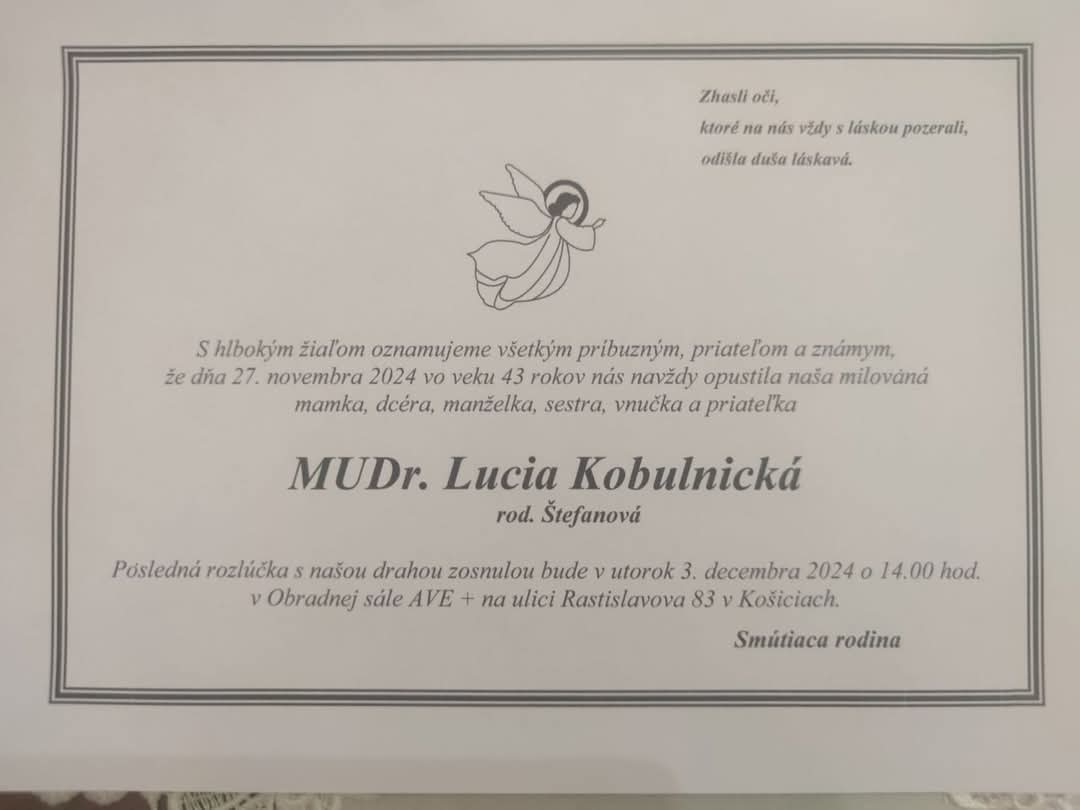 Zhasli oči,
ktoré na nás vždy s láskou pozerali,
odišla duša láskavá.
S hlbokým žiaľom oznamujeme všetkým príbuzným, priateľom a známym,
že dňa 27. novembra 2024 vo veku 43 rokov nás navždy opustila naša milovaná
mamka, dcéra, manželka, sestra, vnučka a priateľka
MUDr. Lucia Kobulnická
rod. Štefanová
Posledná rozlúčka s našou drahou zosnulou bude v utorok 3. decembra 2024 o 14.00 hod.
v Obradnej sále AVE + na ulici Rastislavova 83 v Košiciach.
Smútiaca rodina